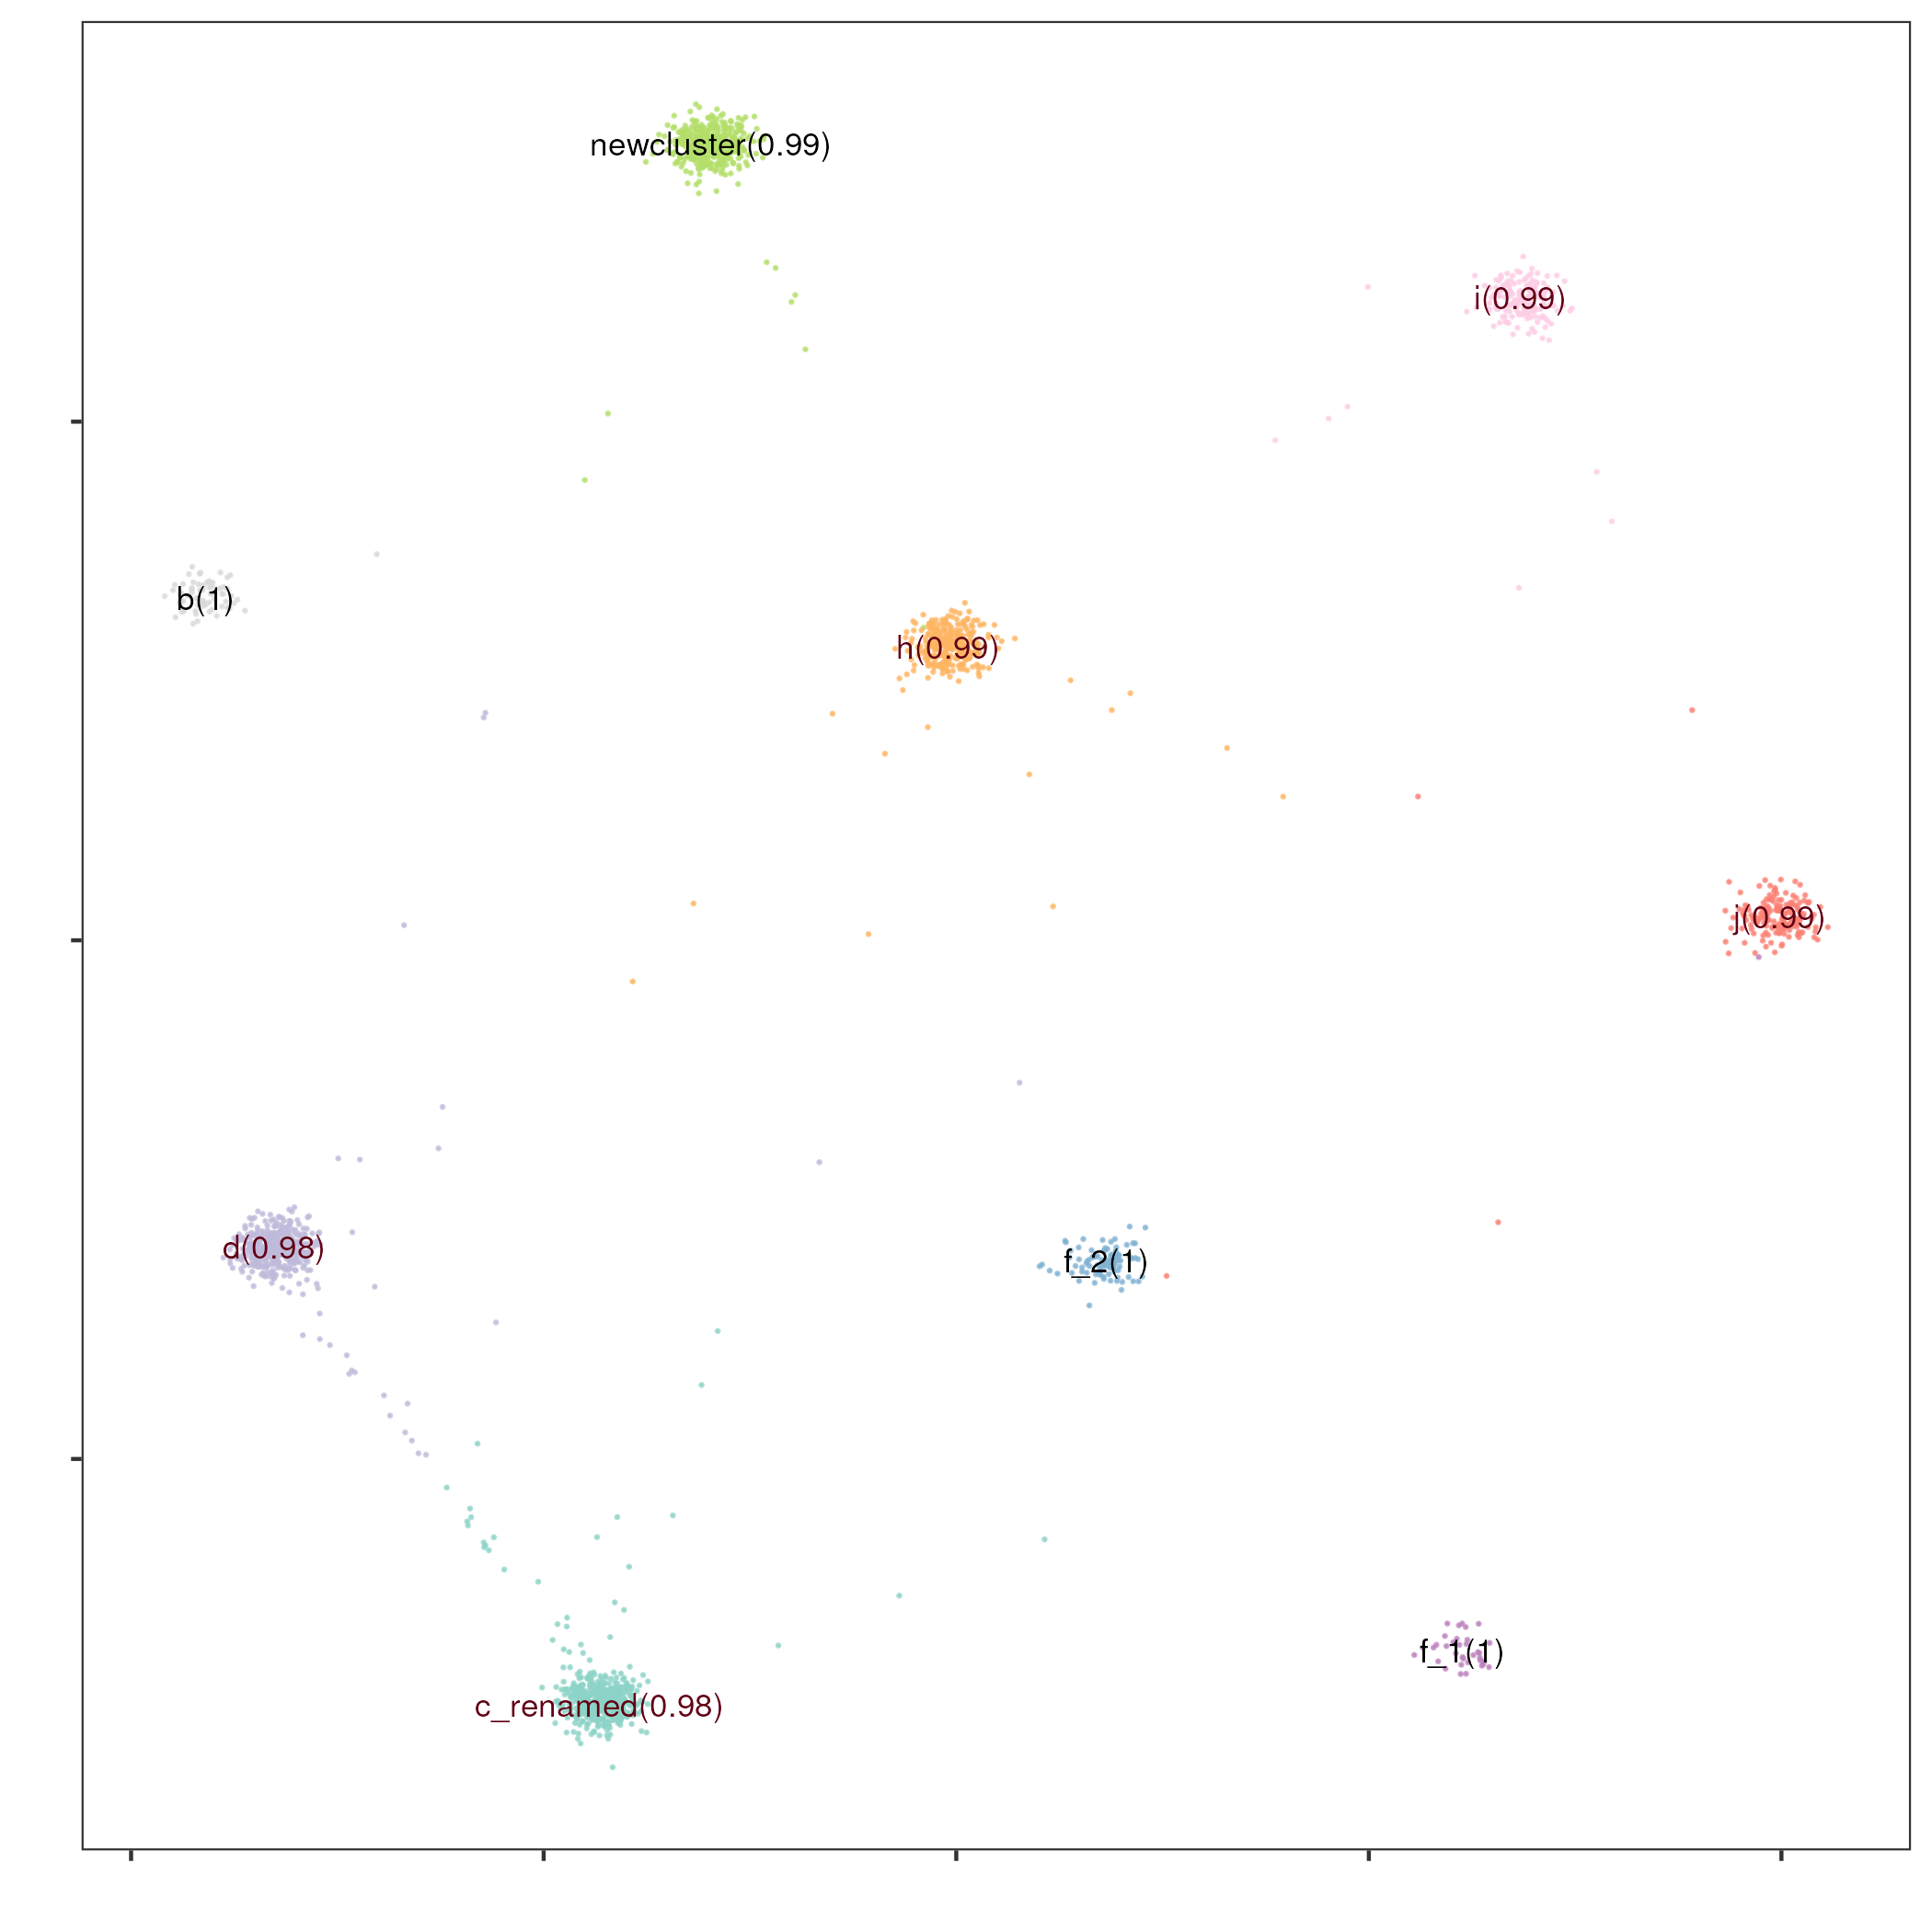 newcluster(0.99)
i(0.99)
b(1)
h(0.99)
j(0.99)
d(0.98)
f_2(1)
f_1(1)
c_renamed(0.98)